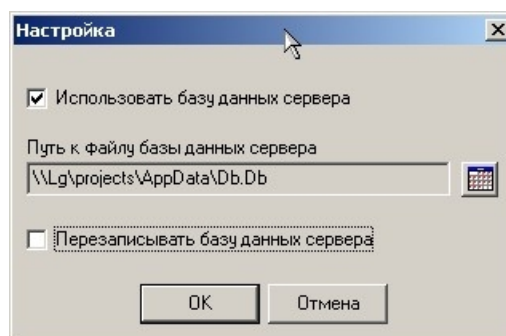 Настройка
Использовать базу данных сервера
Путь к файлу базы данных сервера
\\Lg\projects\AppData\Db.Db
Перезаписывать базу данных сервера
OK
Отмена